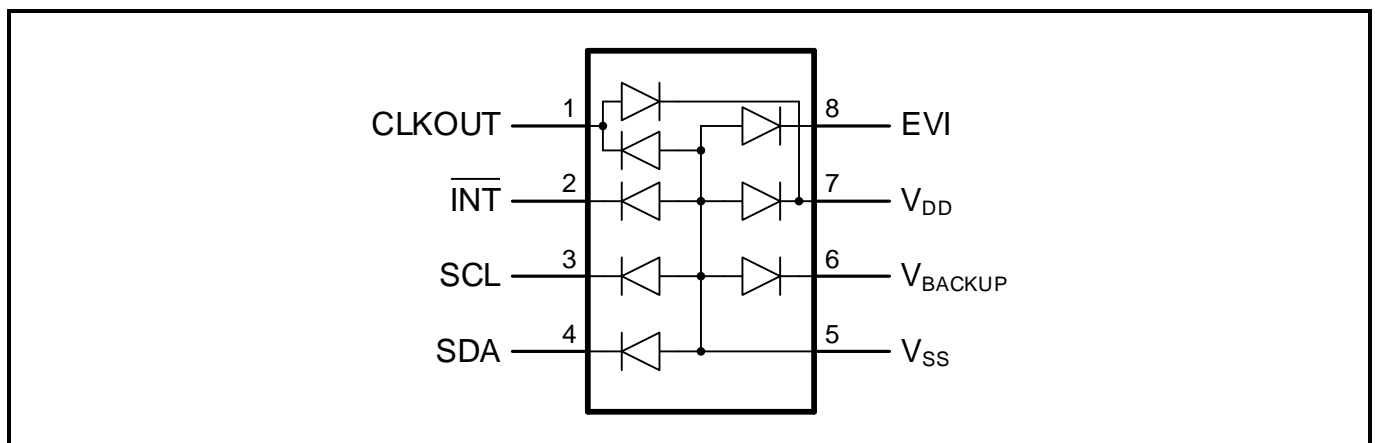 CLKOUT 1 8 EVI
INT 2 7 VDD
SCL 3 6 VBACKUP
SDA 4 5 VSS